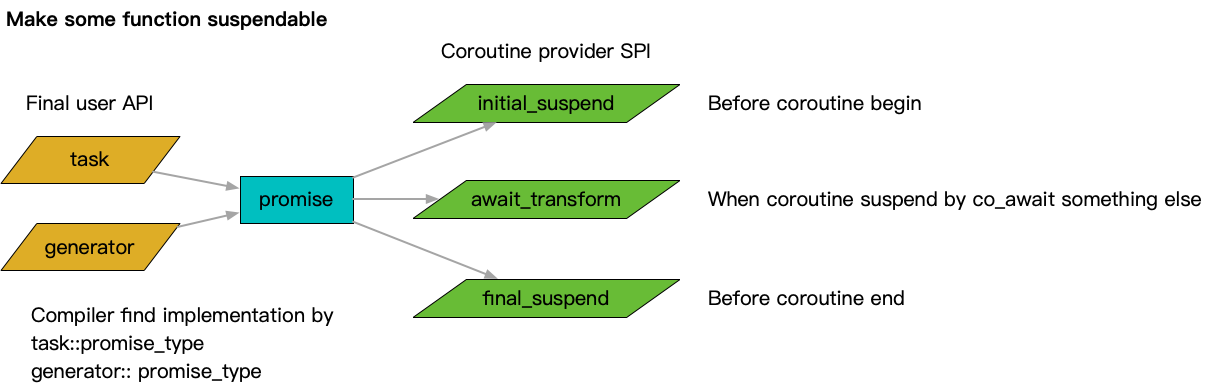 Make some function suspendable
Coroutine provider SPI
Final user API
initial_suspend
Before coroutine begin
task
promise
await_transform
When coroutine suspend by co_await something else
generator
final_suspend
Before coroutine end
Compiler find implementation by
task::promise_type
generator:: promise_type